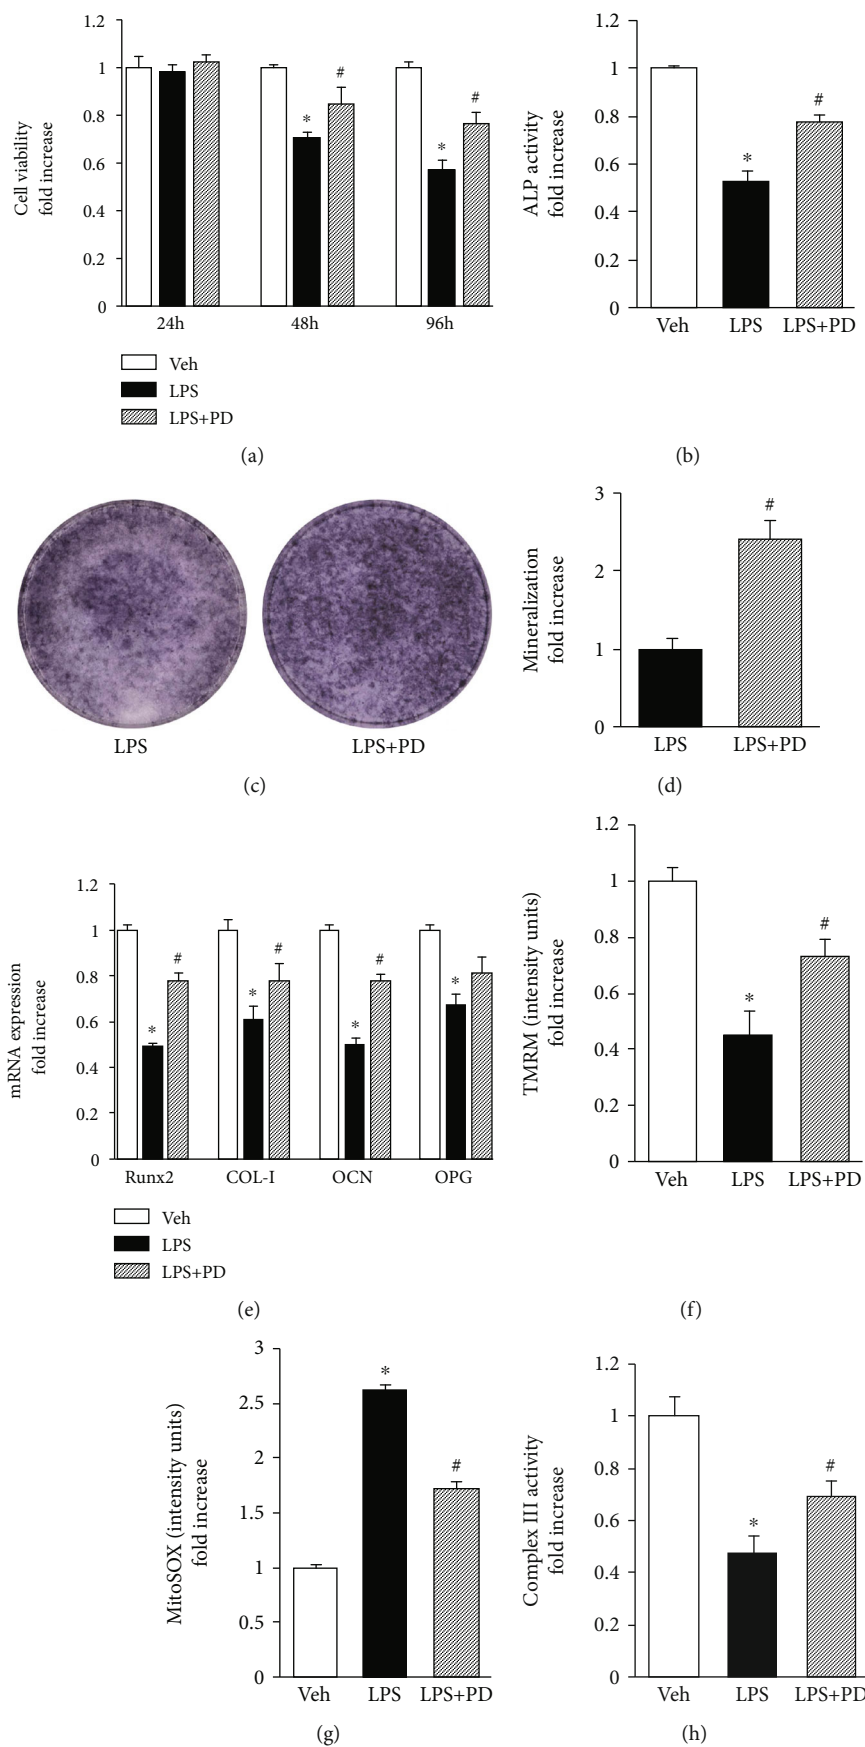 1.2
1
0.8
0.6
0.4
0.2
0
Cell viability
fold increase
*
#
*
#
24h
48h
96h
Veh
LPS
LPS+PD
(a)
1.2
1
0.8
0.6
0.4
0.2
0
ALP activity
fold increase
*
#
Veh LPS LPS+PD
(b)
LPS LPS+PD
(c)
3
2
1
0
Mineralization
fold increase
#
LPS LPS+PD
(d)
1.2
1
0.8
0.6
0.4
0.2
0
mRNA expression
fold increase
*
#
*
#
*
#
*
Runx2 COL-I OCN OPG
Veh
LPS
LPS+PD
(e)
1.2
1
0.8
0.6
0.4
0.2
0
TMRM (intensity units)
fold increase
*
#
Veh LPS LPS+PD
(f)
3
2.5
2
1.5
1
0.5
0
MitoSOX (intensity units)
fold increase
*
#
Veh LPS LPS+PD
(g)
1.2
1
0.8
0.6
0.4
0.2
0
Complex III activity
fold increase
*
#
Veh LPS LPS+PD
(h)